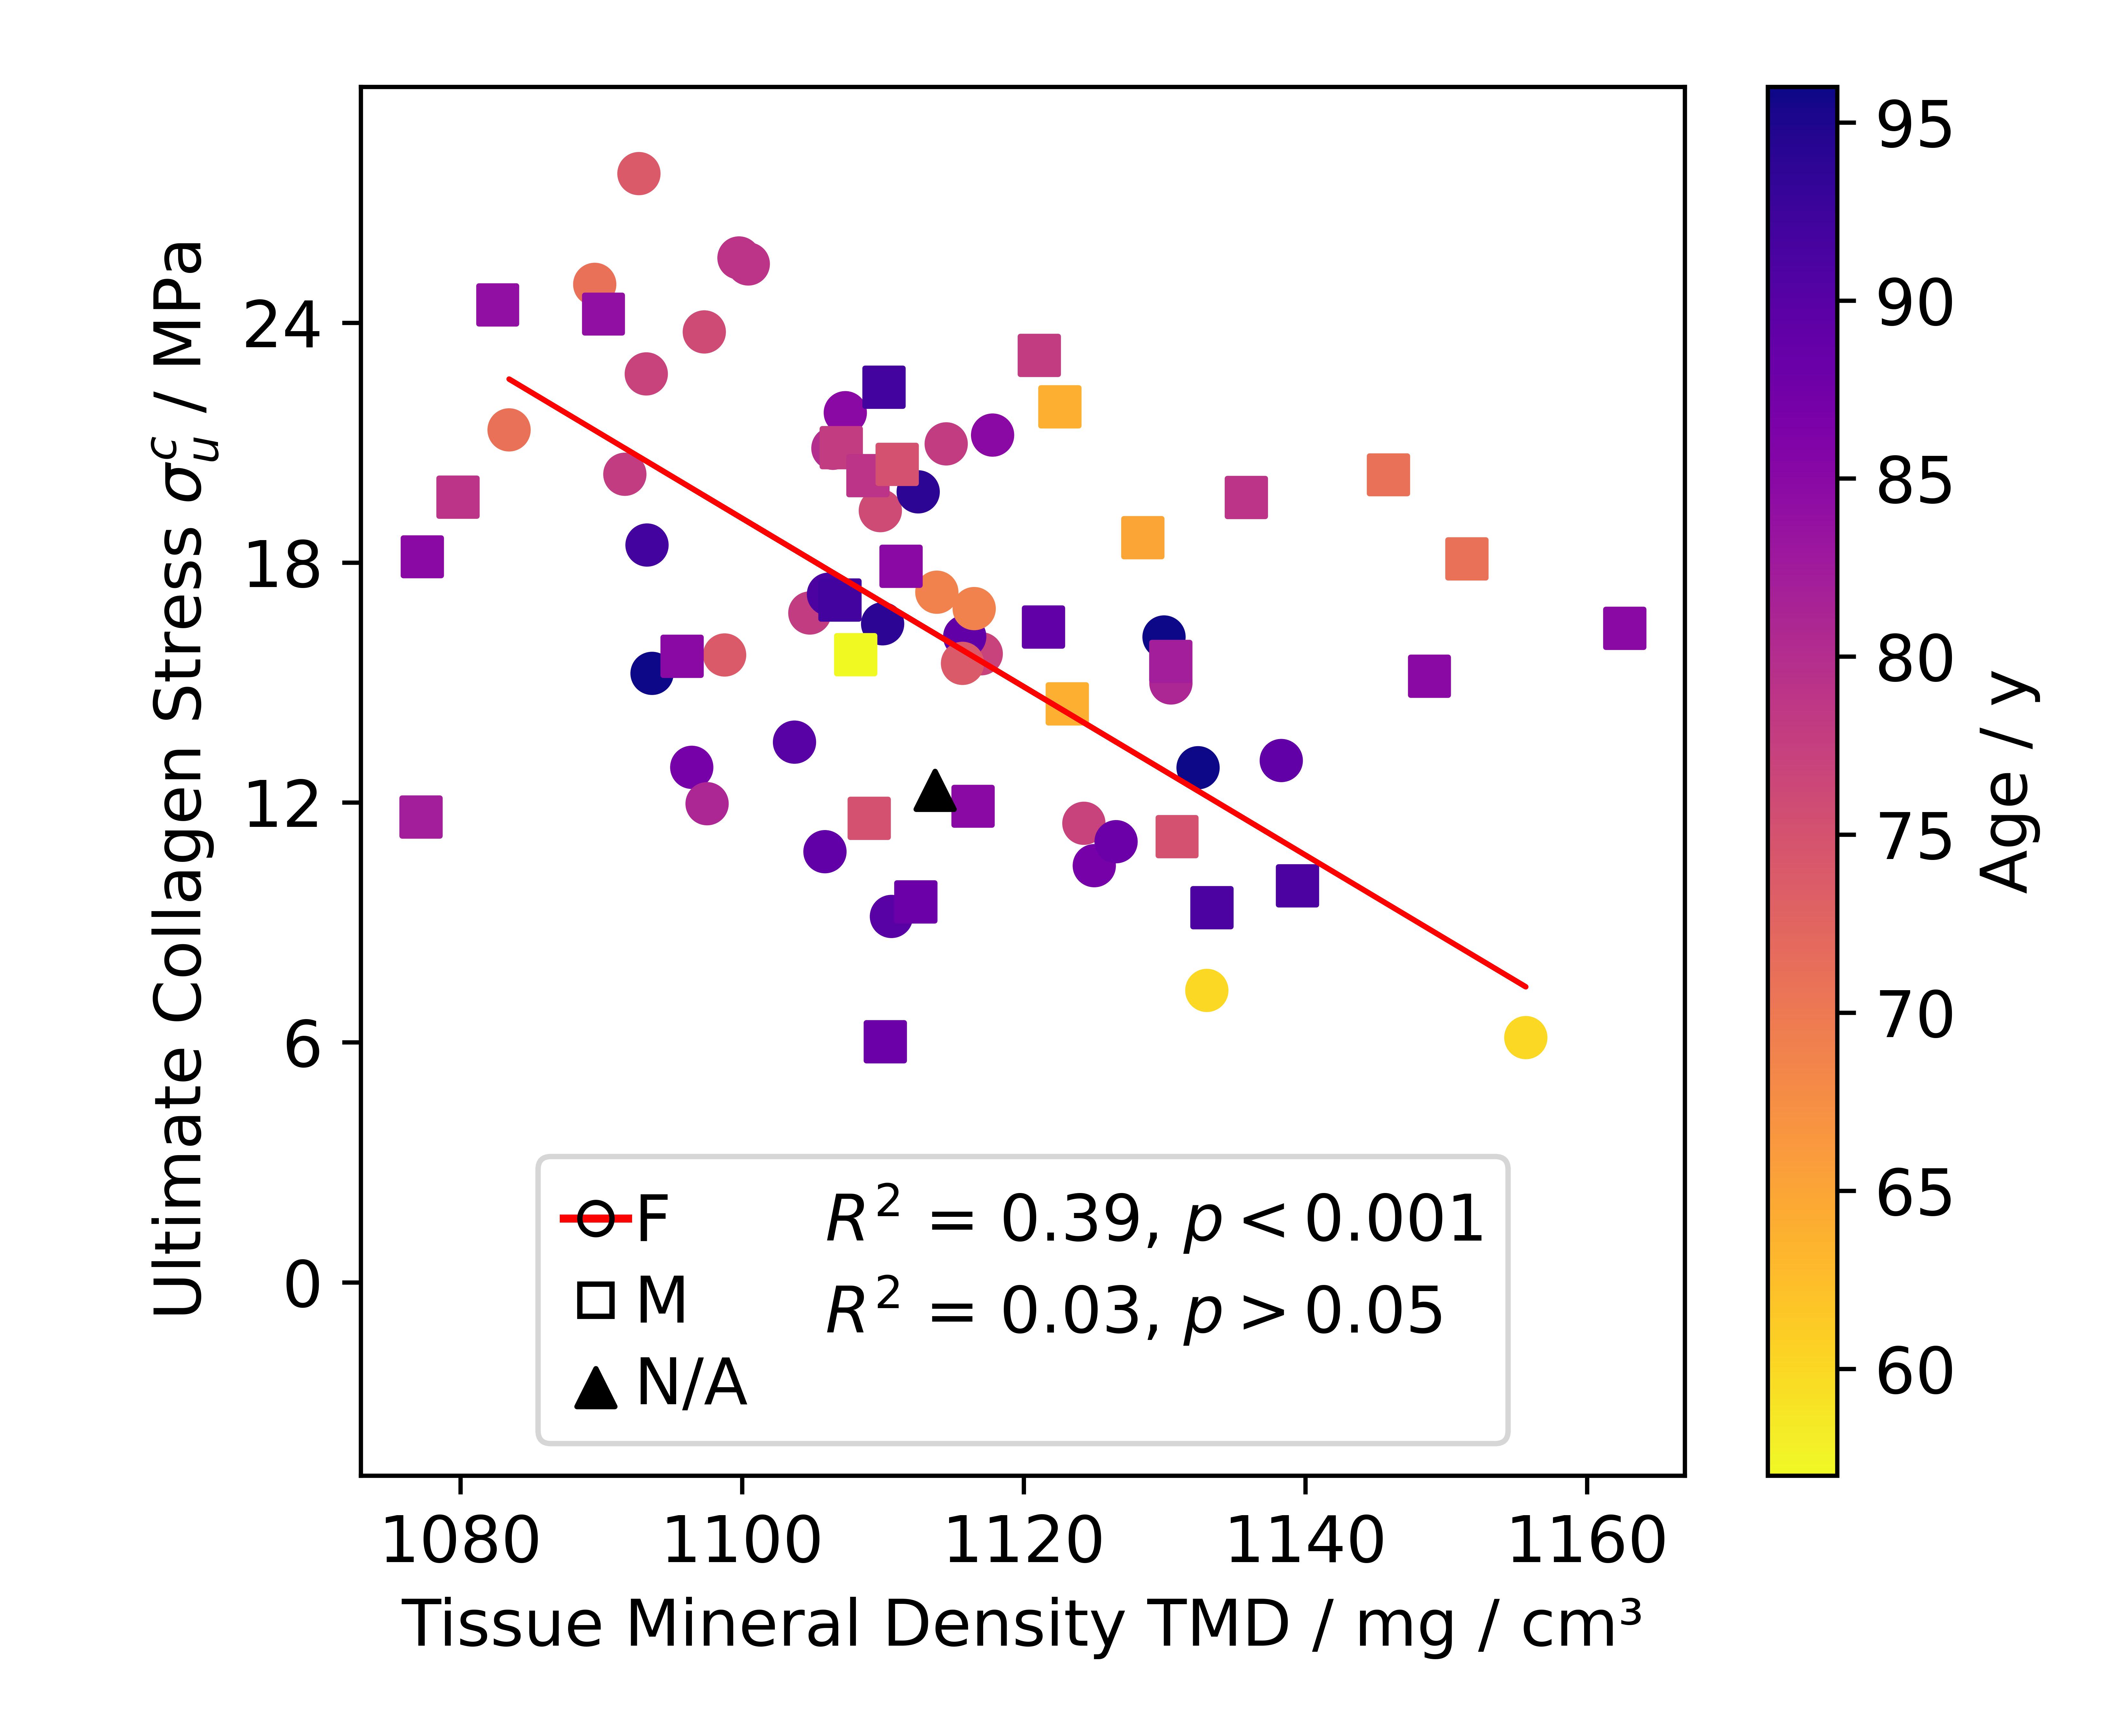 Ultimate Collagen Stress σᵤᶜ / MPa
24
18
12
6
0
F R² = 0.39, p < 0.001
M R² = 0.03, p > 0.05
N/A
1080 1100 1120 1140 1160
Tissue Mineral Density TMD / mg / cm³
95
90
85
80
75
70
65
60
Age / y